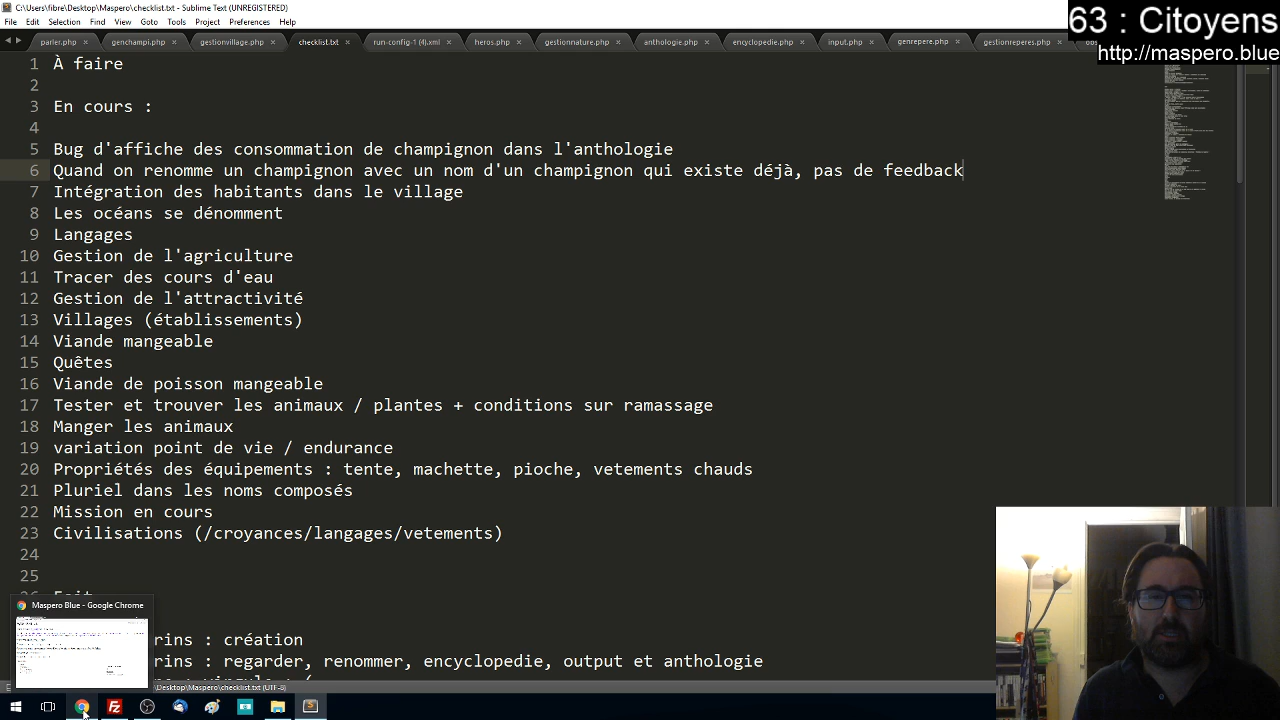 C:\Users\fibre\Desktop\Maspero\checklist.txt - Sublime Text (UNREGISTERED)
File Edit Selection Find View Goto Tools Project Preferences Help
63 : Citoyens
http://maspero.blue
parler.php genchampi.php gestionvillage.php checklist.txt run-config-1 (4).xml heros.php gestionnature.php anthologie.php encyclopedie.php input.php genrepere.php gestionreperes.php
1 À faire
2
3 En cours :
4
5 Bug d'affiche des consommation de champignon dans l'anthologie
6 Quand on renomme un champignon avec un nom d'un champignon qui existe déjà, pas de feedback
7 Intégration des habitants dans le village
8 Les océans se dénomment
9 Langages
10 Gestion de l'agriculture
11 Tracer des cours d'eau
12 Gestion de l'attractivité
13 Villages (établissements)
14 Viande mangeable
15 Quêtes
16 Viande de poisson mangeable
17 Tester et trouver les animaux / plantes + conditions sur ramassage
18 Manger les animaux
19 variation point de vie / endurance
20 Propriétés des équipements : tente, machette, pioche, vetements chauds
21 Pluriel dans les noms composés
22 Mission en cours
23 Civilisations (/croyances/langages/vetements)
24
25
Maspero Blue - Google Chrome
rins : création
rins : regarder, renommer, encyclopedie, output et anthologie
Desktop\Maspero\checklist.txt (UTF-8)